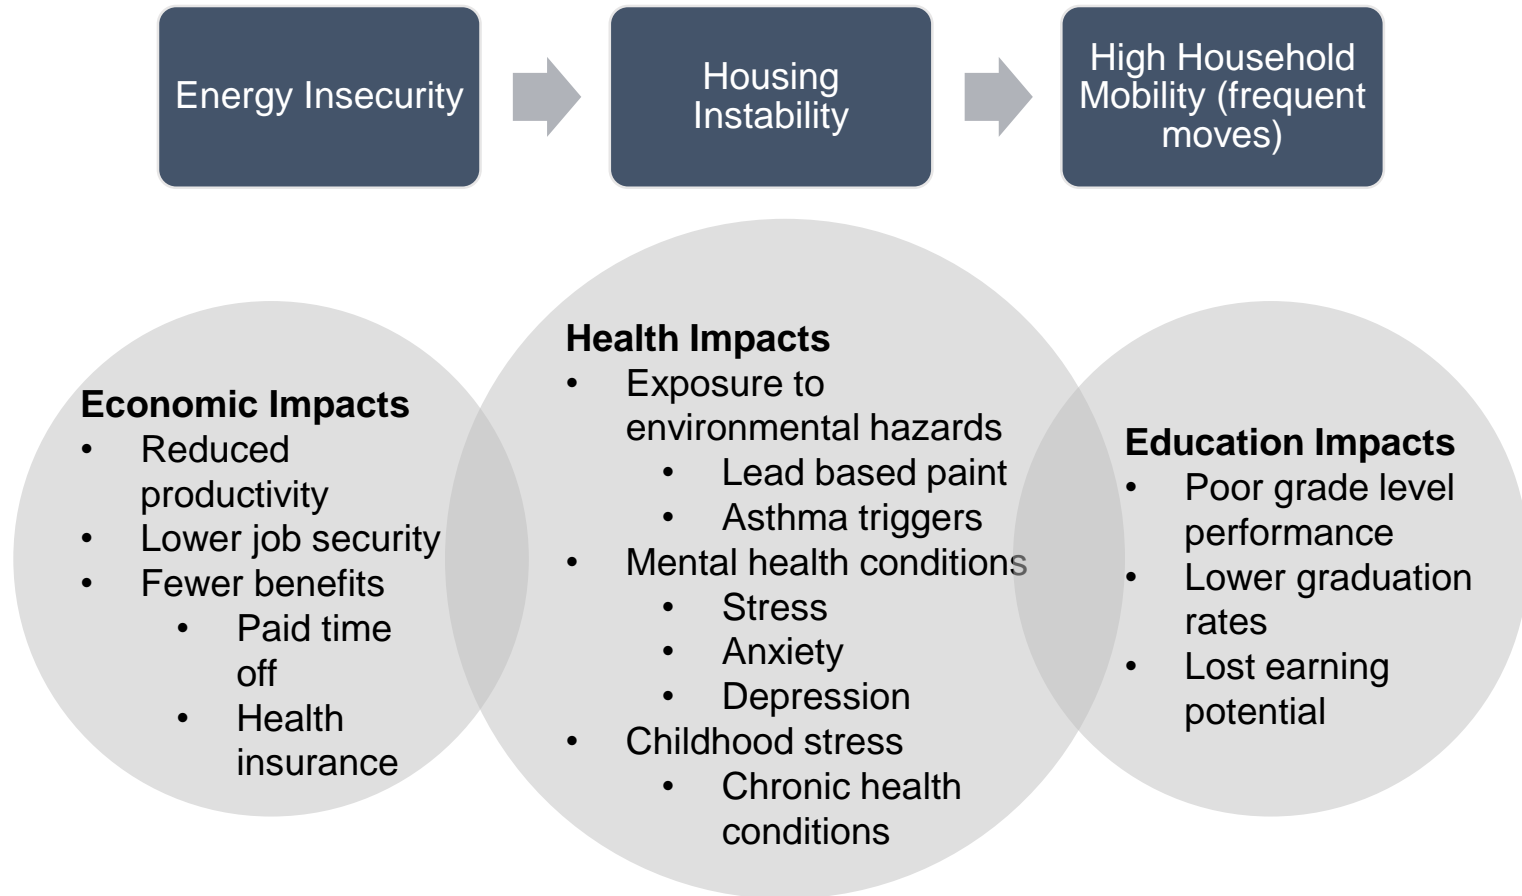 Energy Insecurity
Housing
Instability
High Household
Mobility (frequent
moves)
Economic Impacts
• Reduced
productivity
• Lower job security
• Fewer benefits
• Paid time
off
• Health
insurance
Health Impacts
• Exposure to
environmental hazards
• Lead based paint
• Asthma triggers
• Mental health conditions
• Stress
• Anxiety
• Depression
• Childhood stress
• Chronic health
conditions
Education Impacts
• Poor grade level
performance
• Lower graduation
rates
• Lost earning
potential